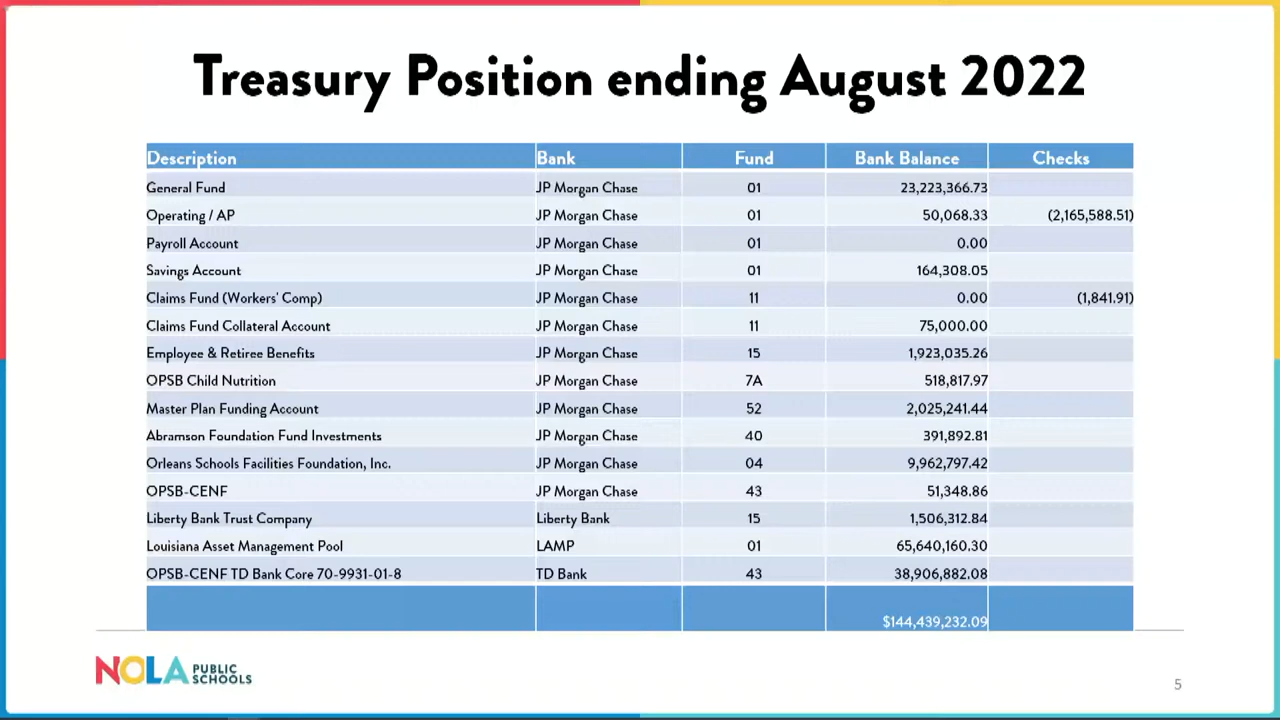 Treasury Position ending August 2022
Description Bank Fund Bank Balance Checks
General Fund JP Morgan Chase 01 23,223,366.73
Operating / AP JP Morgan Chase 01 50,068.33 (2,165,588.51)
Payroll Account JP Morgan Chase 01 0.00
Savings Account JP Morgan Chase 01 164,308.05
Claims Fund (Workers' Comp) JP Morgan Chase 11 0.00 (1,841.91)
Claims Fund Collateral Account JP Morgan Chase 11 75,000.00
Employee & Retiree Benefits JP Morgan Chase 15 1,923,035.26
OPSB Child Nutrition JP Morgan Chase 7A 518,817.97
Master Plan Funding Account JP Morgan Chase 52 2,025,241.44
Abramson Foundation Fund Investments JP Morgan Chase 40 391,892.81
Orleans Schools Facilities Foundation, Inc. JP Morgan Chase 04 9,962,797.42
OPSB-CENF JP Morgan Chase 43 51,348.86
Liberty Bank Trust Company Liberty Bank 15 1,506,312.84
Louisiana Asset Management Pool LAMP 01 65,640,160.30
OPSB-CENF TD Bank Core 70-9931-01-8 TD Bank 43 38,906,882.08
$144,439,232.09
NOLA PUBLIC SCHOOLS
5